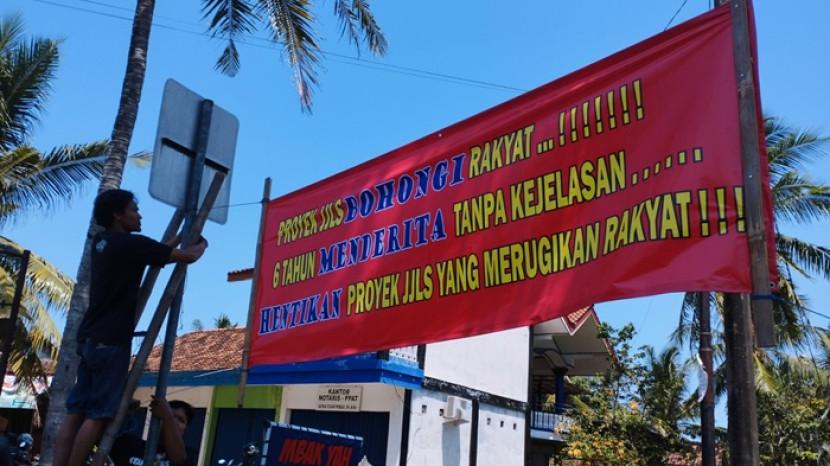 PROYEK JJLS BOHONGI RAKYAT ... !!!!!!!
6 TAHUN MENDERITA TANPA KEJELASAN ......
HENTIKAN PROYEK JJLS YANG MERUGIKAN RAKYAT !!!
KANTOR
NOTARIS - PPAT
MBAK YAH